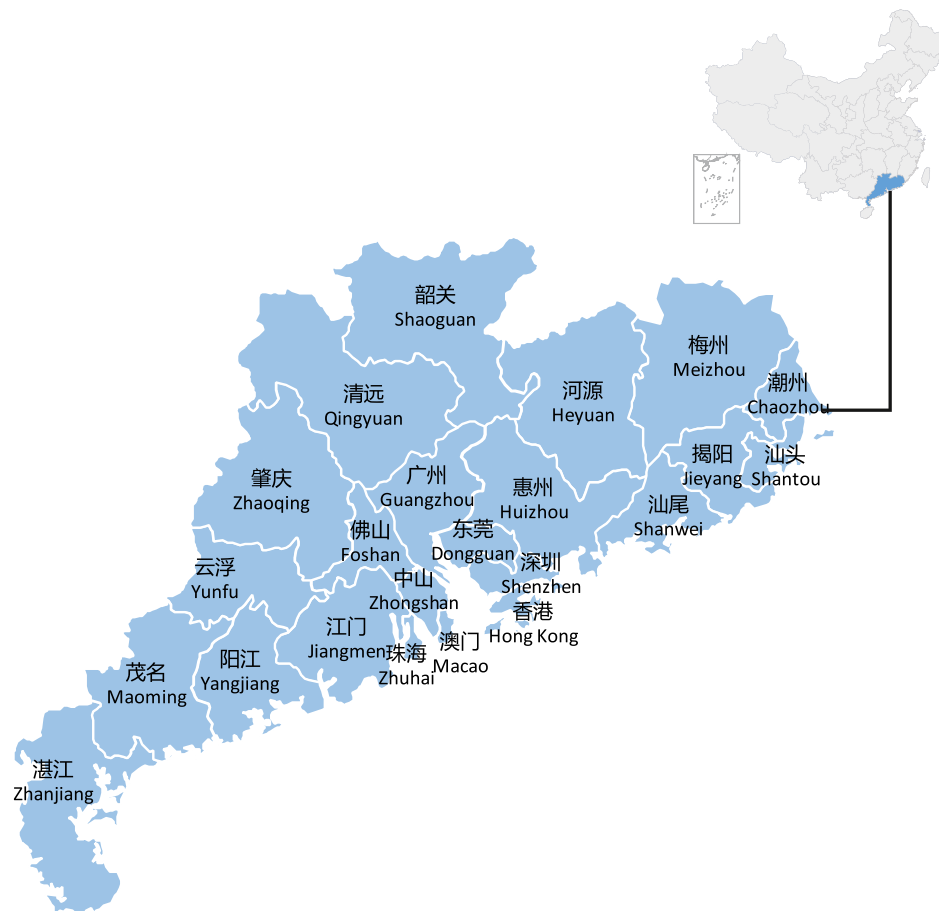 韶关
Shaoguan
梅州
Meizhou
潮州
Chaozhou
清远
Qingyuan
河源
Heyuan
揭阳
Jieyang
汕头
Shantou
肇庆
Zhaoqing
广州
Guangzhou
惠州
Huizhou
汕尾
Shanwei
佛山
Foshan
东莞
Dongguan
云浮
Yunfu
中山
Zhongshan
深圳
Shenzhen
香港
Hong Kong
江门
Jiangmen
珠海
Zhuhai
澳门
Macao
阳江
Yangjiang
茂名
Maoming
湛江
Zhanjiang